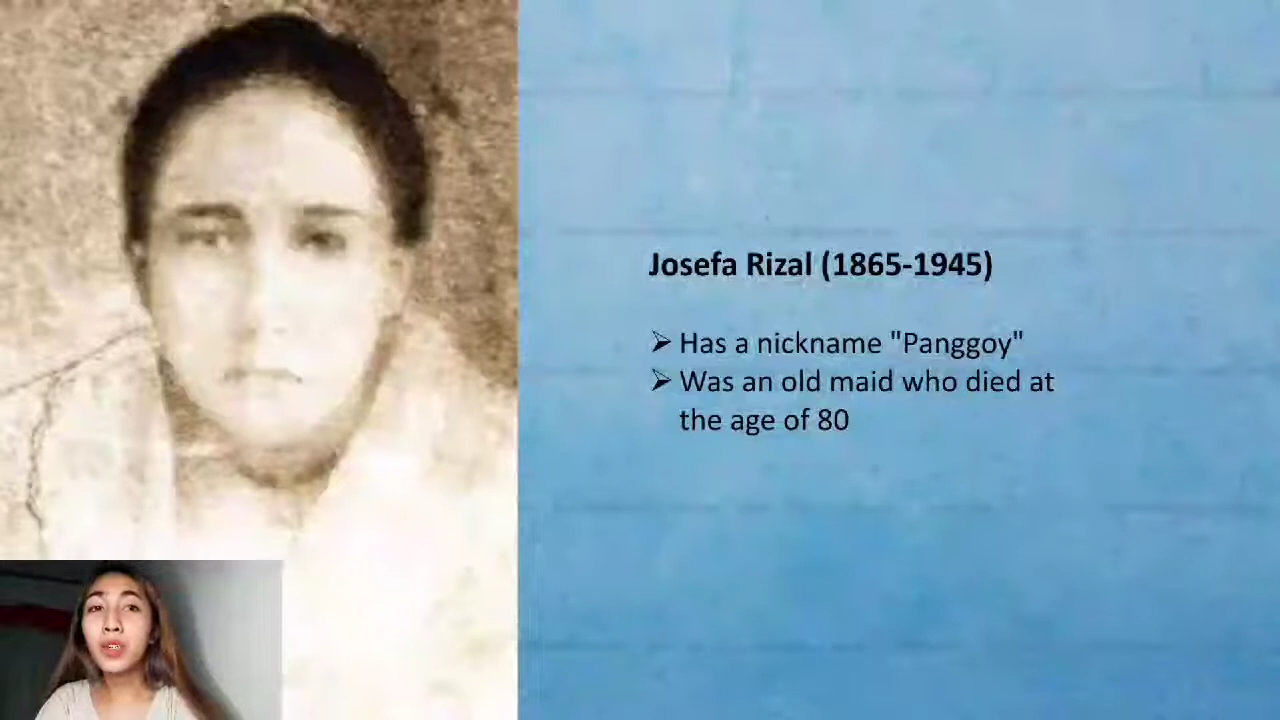 Josefa Rizal (1865-1945)
➢ Has a nickname "Panggoy"
➢ Was an old maid who died at
the age of 80